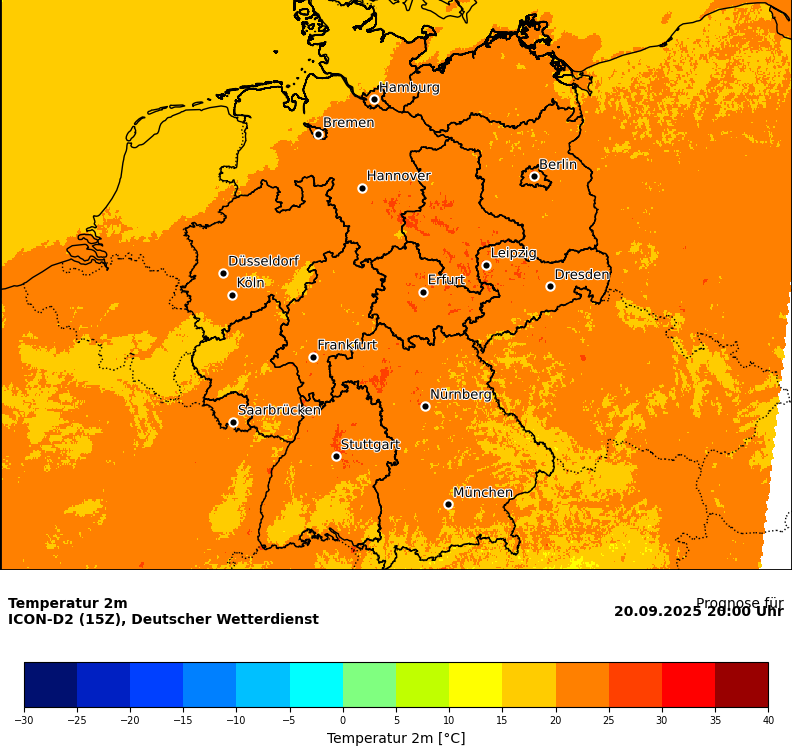 Hamburg
Bremen
Berlin
Hannover
Leipzig
Düsseldorf
Dresden
Köln
Erfurt
Frankfurt
Nürnberg
Saarbrücken
Stuttgart
München
Temperatur 2m
Prognose für
ICON-D2 (15Z), Deutscher Wetterdienst
20.09.2025 20:00 Uhr
−30 −25 −20 −15 −10 −5 0 5 10 15 20 25 30 35 40
Temperatur 2m [°C]